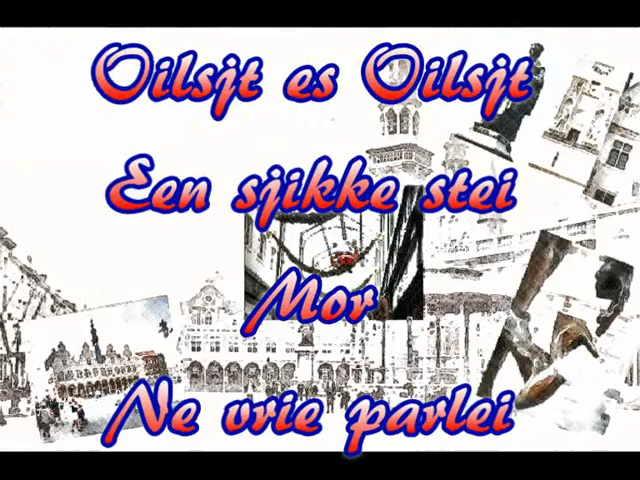 Oilsjt es Oilsjt
Een sjikke stei
Mor
Ne vrie parlei